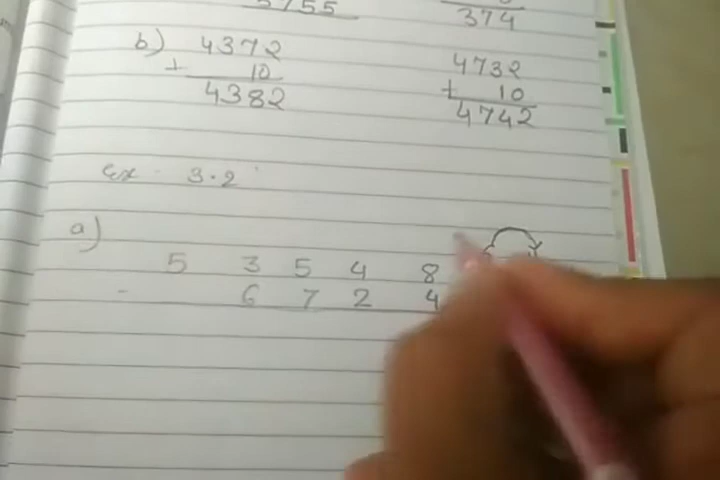 374
b) 4372 4732
+ 10 + 10
4382 4742
ex - 3.2
a)
5 3 5 4 8
- 6 7 2 4